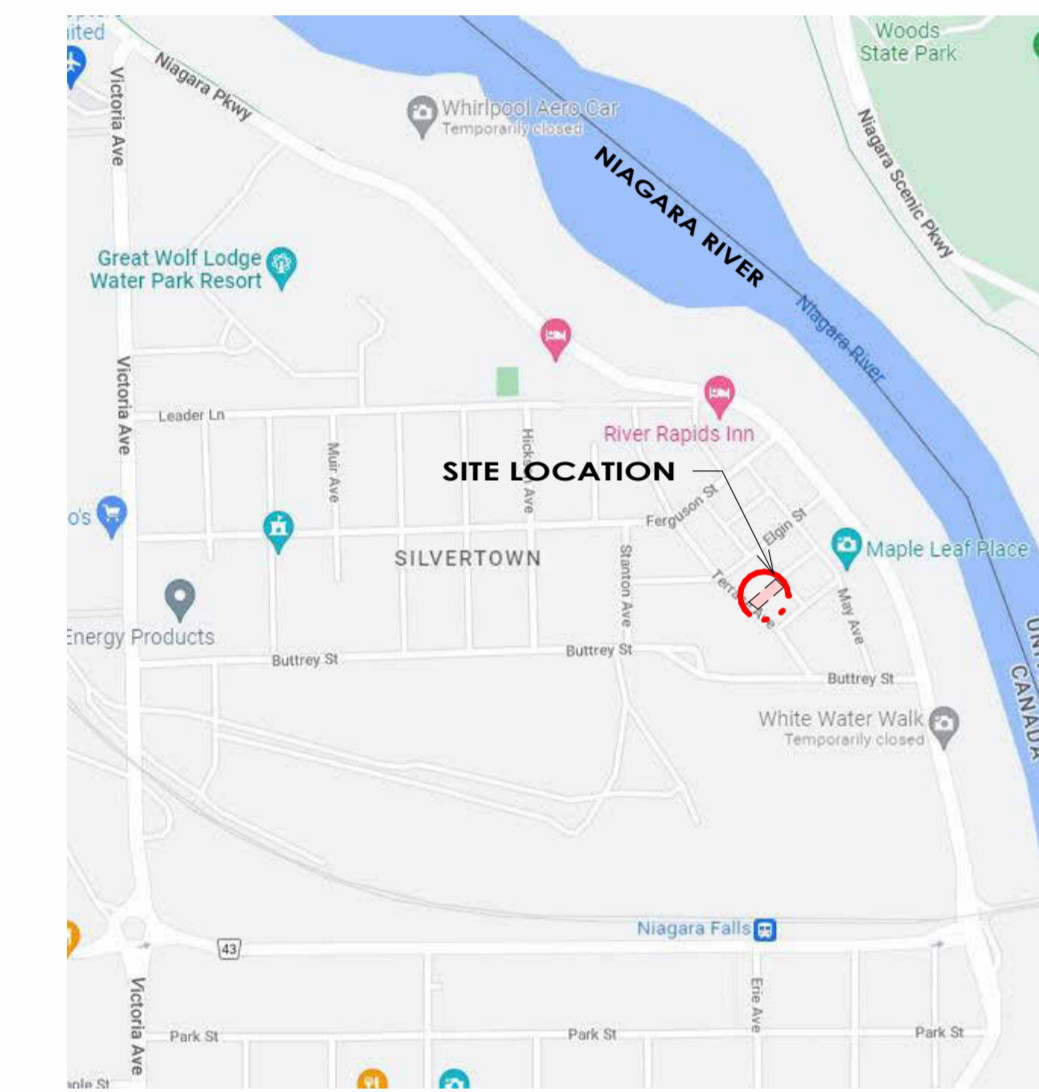 ited
Woods
State Park
Niagara Pkwy
Victoria Ave
Whirlpool Aero Car
Temporarily closed
Niagara Scenic Pkwy
NIAGARA RIVER
Great Wolf Lodge
Water Park Resort
Niagara River
Victoria Ave
Leader Ln
River Rapids Inn
Muir Ave
SITE LOCATION
Ferguson St
Elgin St
o's
SILVERTOWN
Stanton Ave
Maple Leaf Place
May Ave
Energy Products
Buttrey St
Buttrey St
Buttrey St
CANADA
White Water Walk
Temporarily closed
Niagara Falls
43
Victoria Ave
Erie Ave
Park St
Park St
Park St